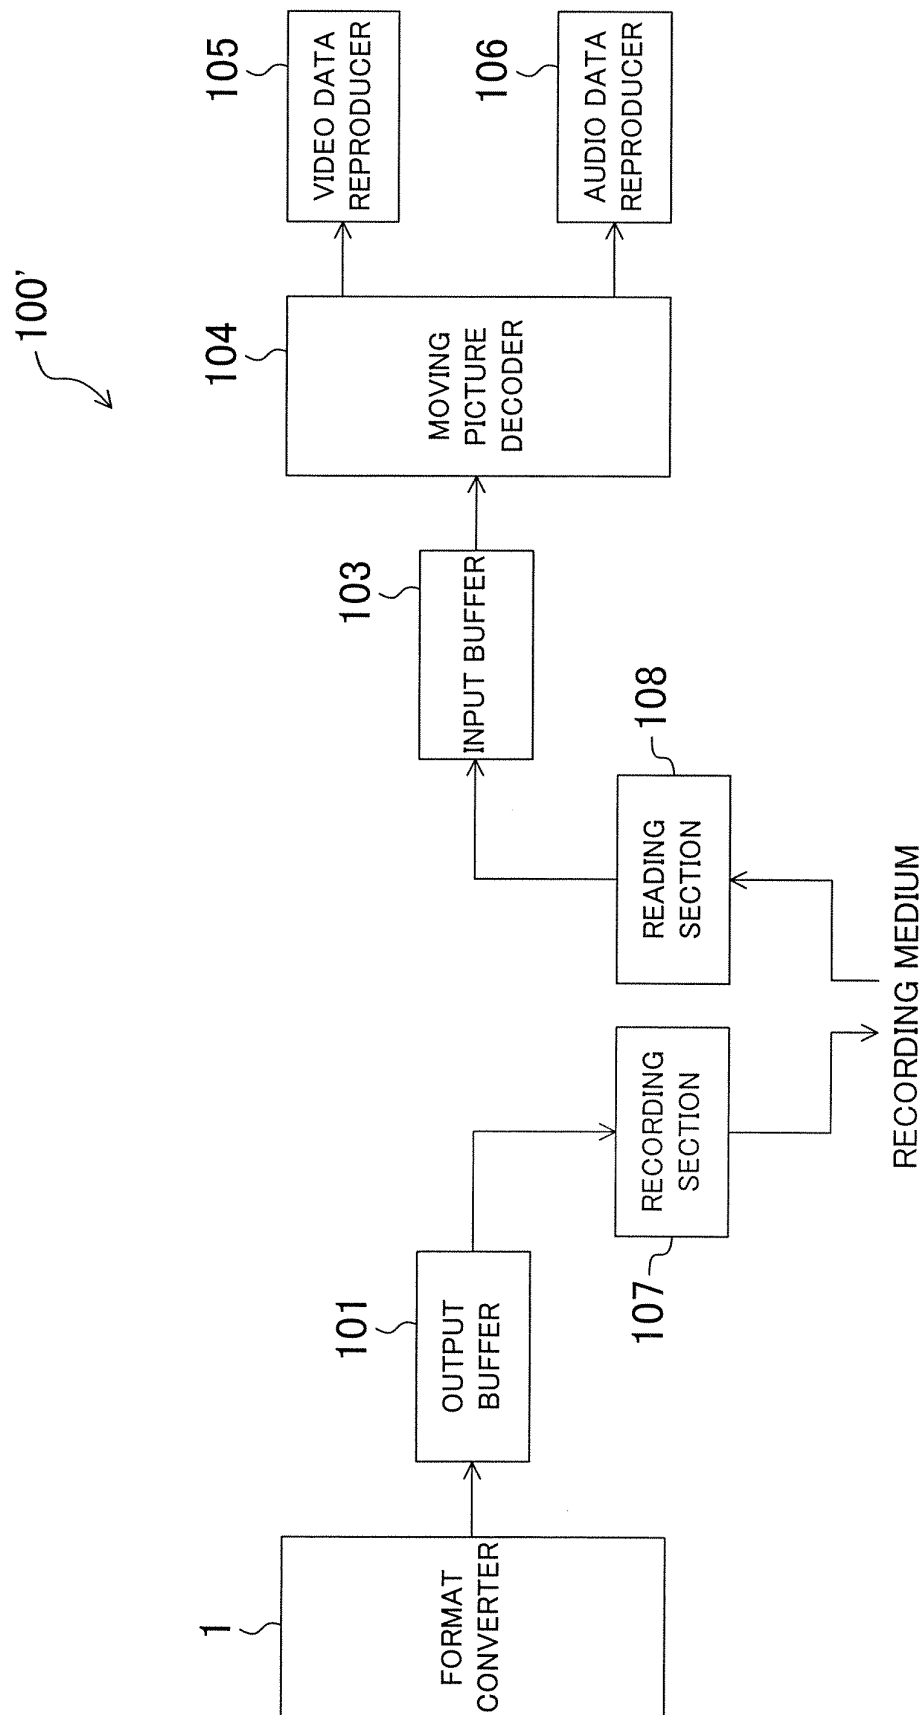 100'
1
FORMAT
CONVERTER
101
OUTPUT
BUFFER
107
RECORDING
SECTION
RECORDING MEDIUM
108
READING
SECTION
103
INPUT BUFFER
104
MOVING
PICTURE
DECODER
105
VIDEO DATA
REPRODUCER
106
AUDIO DATA
REPRODUCER